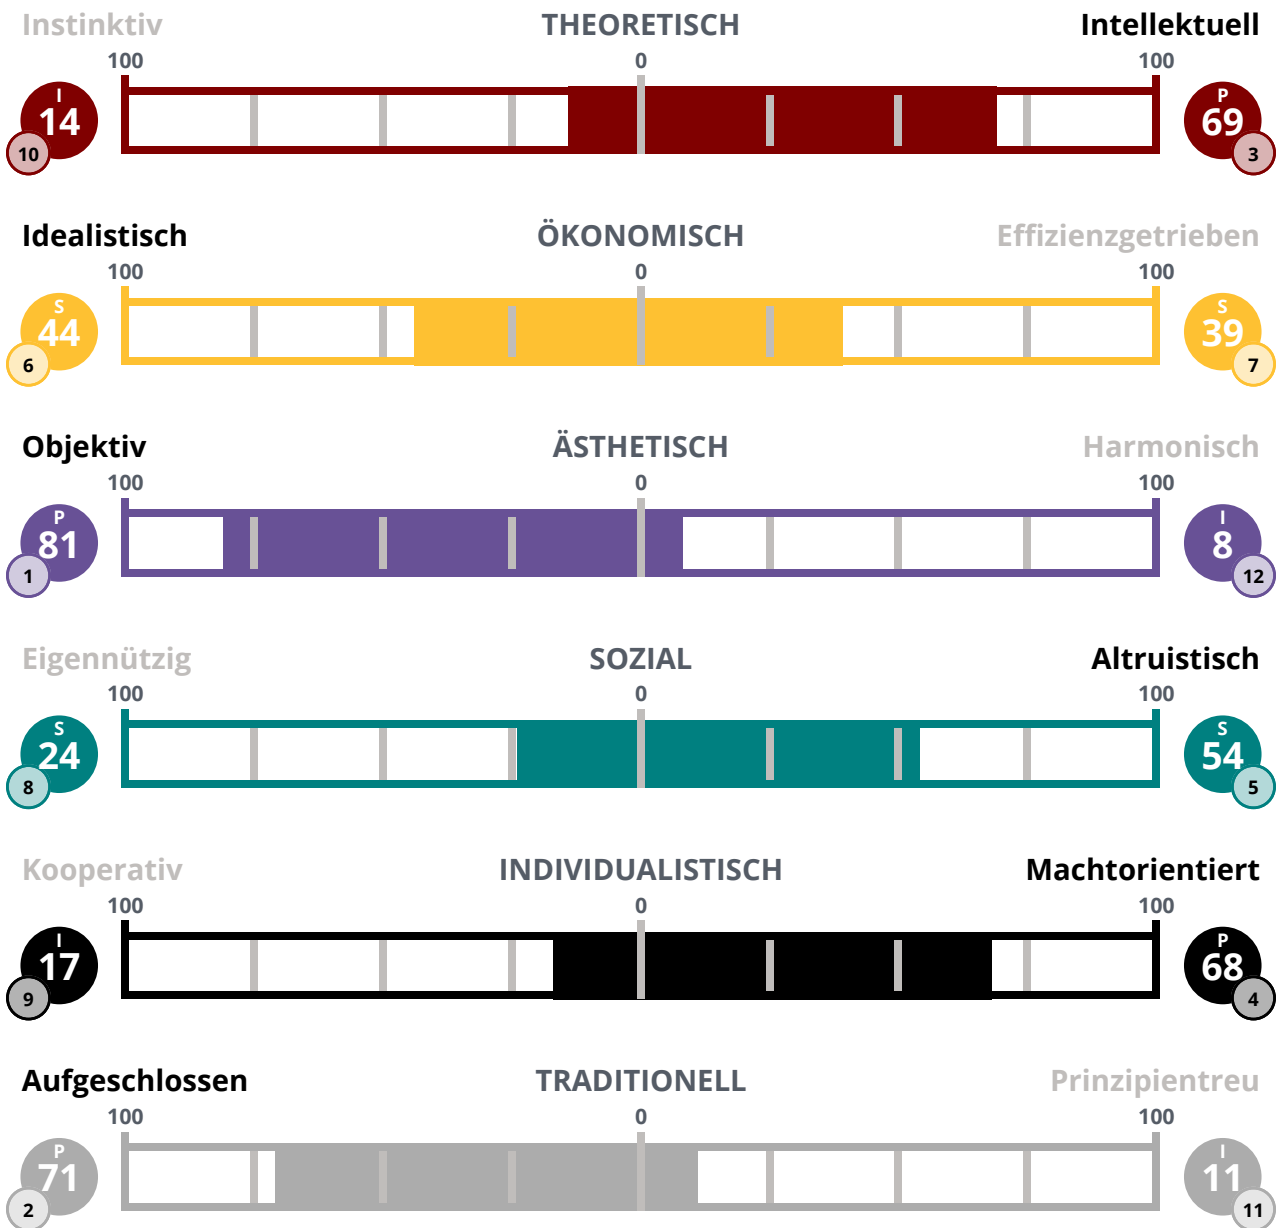 Instinktiv THEORETISCH Intellektuell
100 0 100
I P
14 69
10 3
Idealistisch ÖKONOMISCH Effizienzgetrieben
100 0 100
S S
44 39
6 7
Objektiv ÄSTHETISCH Harmonisch
100 0 100
P I
81 8
1 12
Eigennützig SOZIAL Altruistisch
100 0 100
S S
24 54
8 5
Kooperativ INDIVIDUALISTISCH Machtorientiert
100 0 100
I P
17 68
9 4
Aufgeschlossen TRADITIONELL Prinzipientreu
100 0 100
P I
71 11
2 11